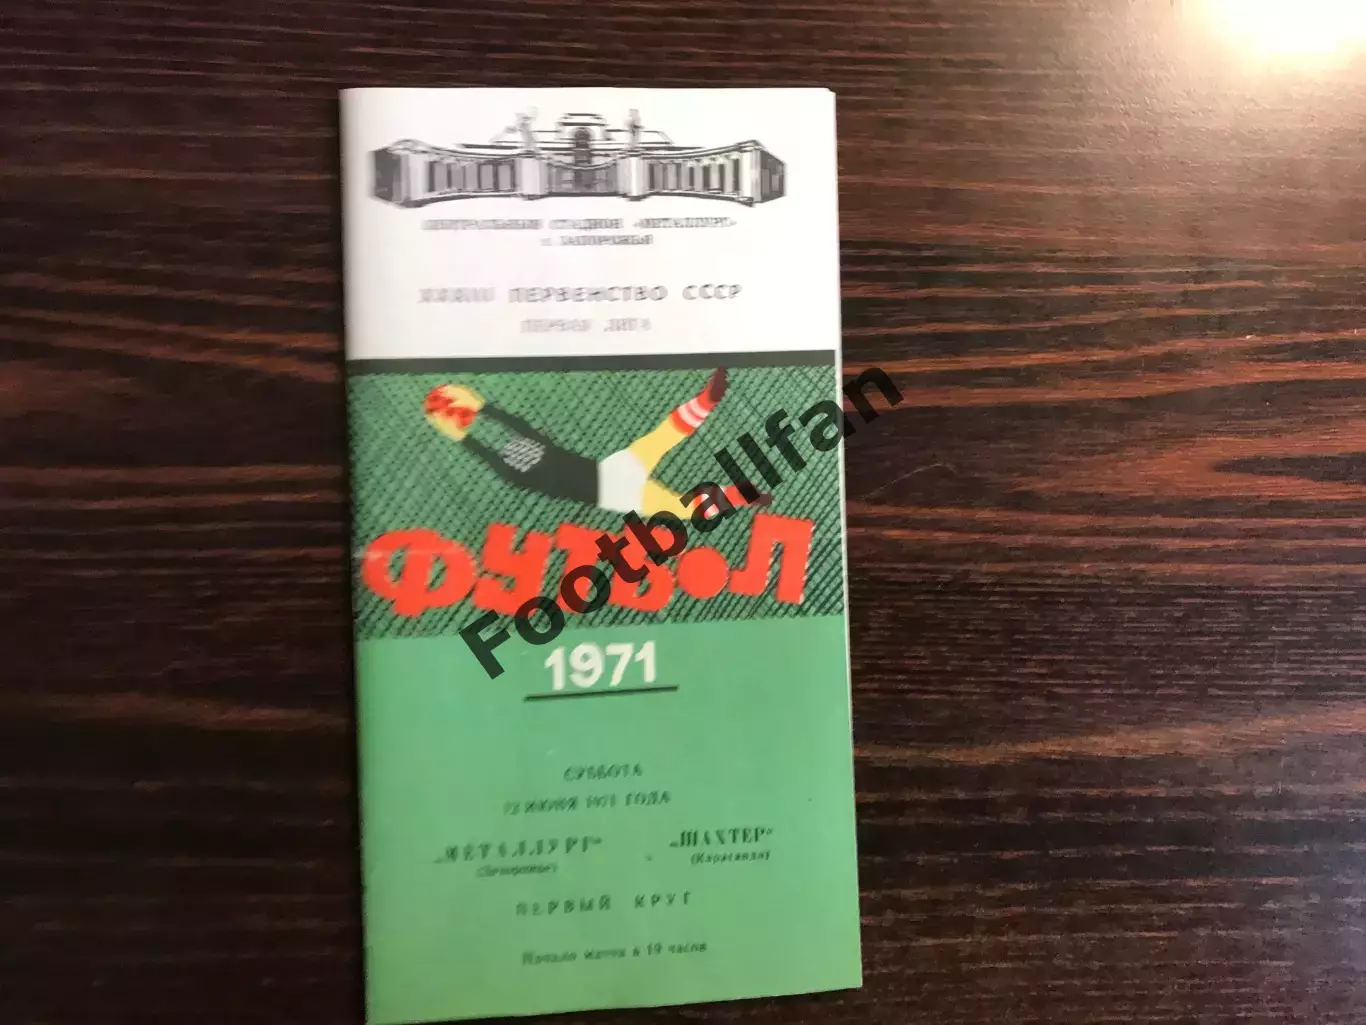 ЦЕНТРАЛЬНЫЙ СТАДИОН «МЕТАЛЛУРГ»
г. ЗАПОРОЖЬЕ
XXXIII ПЕРВЕНСТВО СССР
ПЕРВАЯ ЛИГА
ФУТБОЛ
Footballfan
1971
СУББОТА
12 ИЮНЯ 1971 ГОДА
„МЕТАЛЛУРГ“ - „ШАХТЕР“
(Запорожье) (Караганда)
ПЕРВЫЙ КРУГ
Начало матча в 19 часов